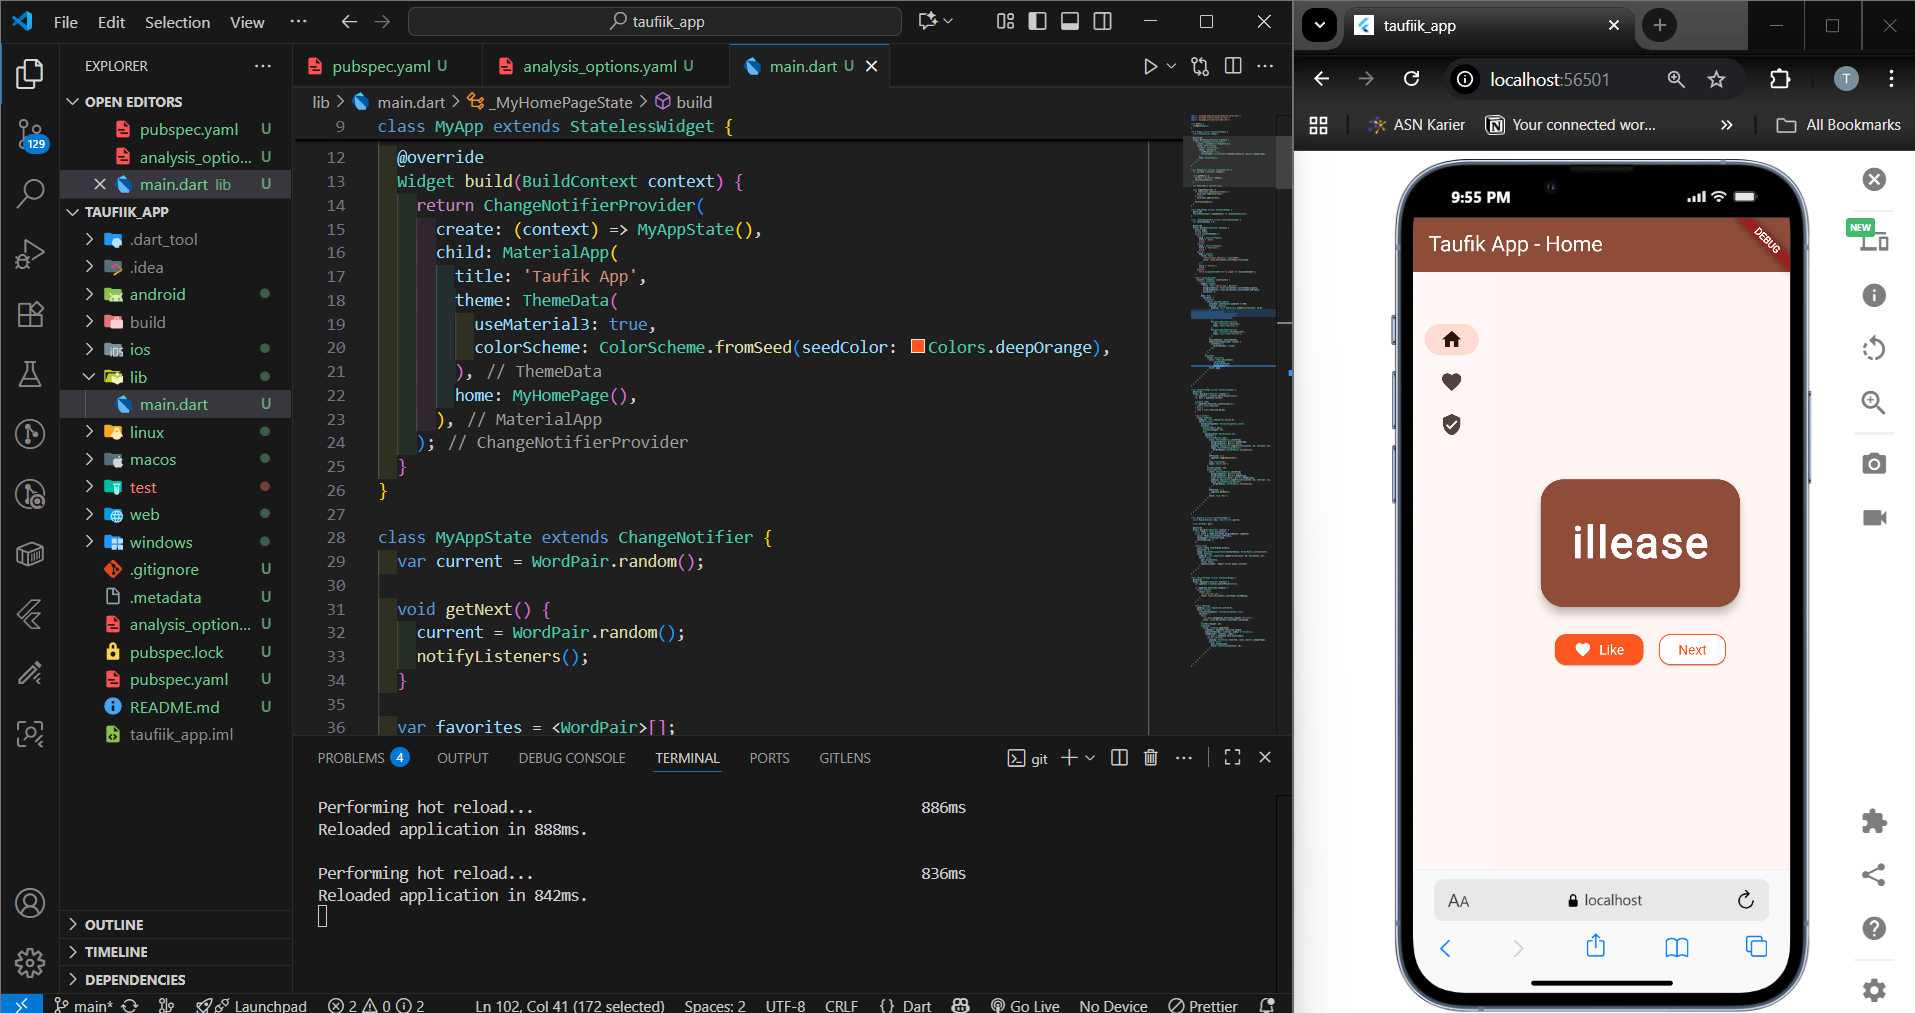 File Edit Selection View ··· taufiik_app
EXPLORER ···
OPEN EDITORS
pubspec.yaml U
analysis_optio... U
main.dart lib U
129
TAUFIIK_APP
.dart_tool
.idea
android
build
ios
lib
main.dart U
linux
macos
test
web
windows
.gitignore U
.metadata U
analysis_option... U
pubspec.lock U
pubspec.yaml U
README.md U
taufiik_app.iml
OUTLINE
TIMELINE
DEPENDENCIES
pubspec.yaml U analysis_options.yaml U main.dart U
lib > main.dart > _MyHomePageState > build
9 class MyApp extends StatelessWidget {
12 @override
13 Widget build(BuildContext context) {
14 return ChangeNotifierProvider(
15 create: (context) => MyAppState(),
16 child: MaterialApp(
17 title: 'Taufik App',
18 theme: ThemeData(
19 useMaterial3: true,
20 colorScheme: ColorScheme.fromSeed(seedColor: Colors.deepOrange),
21 ), // ThemeData
22 home: MyHomePage(),
23 ), // MaterialApp
24 ); // ChangeNotifierProvider
25 }
26 }
27
28 class MyAppState extends ChangeNotifier {
29 var current = WordPair.random();
30
31 void getNext() {
32 current = WordPair.random();
33 notifyListeners();
34 }
35
36 var favorites = <WordPair>[];
PROBLEMS 4 OUTPUT DEBUG CONSOLE TERMINAL PORTS GITLENS git
Performing hot reload... 886ms
Reloaded application in 888ms.
Performing hot reload... 836ms
Reloaded application in 842ms.
main* Launchpad 2 0 2 Ln 102, Col 41 (172 selected) Spaces: 2 UTF-8 CRLF {} Dart Go Live No Device Prettier
taufiik_app
localhost:56501 T
ASN Karier Your connected wor... » All Bookmarks
9:55 PM
Taufik App - Home
DEBUG
illease
Like Next
AA localhost
NEW